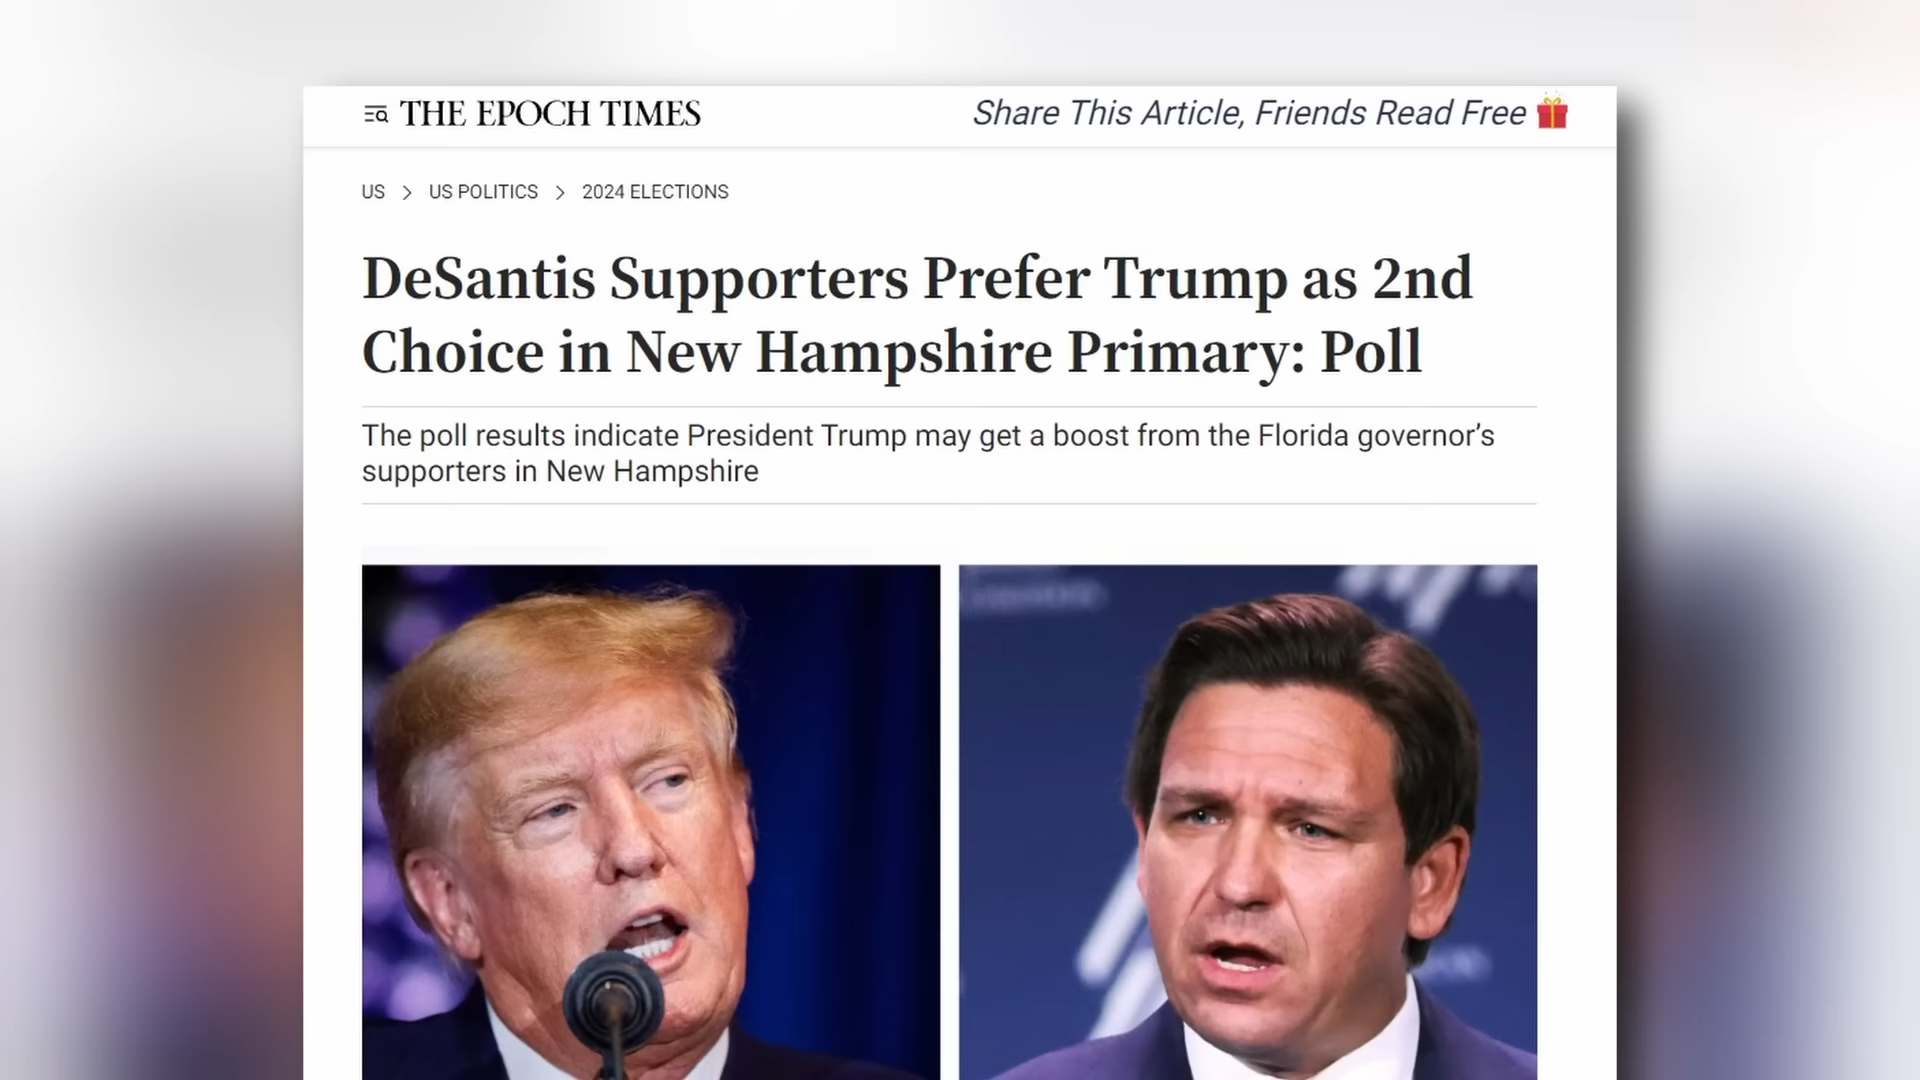 THE EPOCH TIMES
Share This Article, Friends Read Free
US > US POLITICS > 2024 ELECTIONS
DeSantis Supporters Prefer Trump as 2nd
Choice in New Hampshire Primary: Poll
The poll results indicate President Trump may get a boost from the Florida governor’s
supporters in New Hampshire